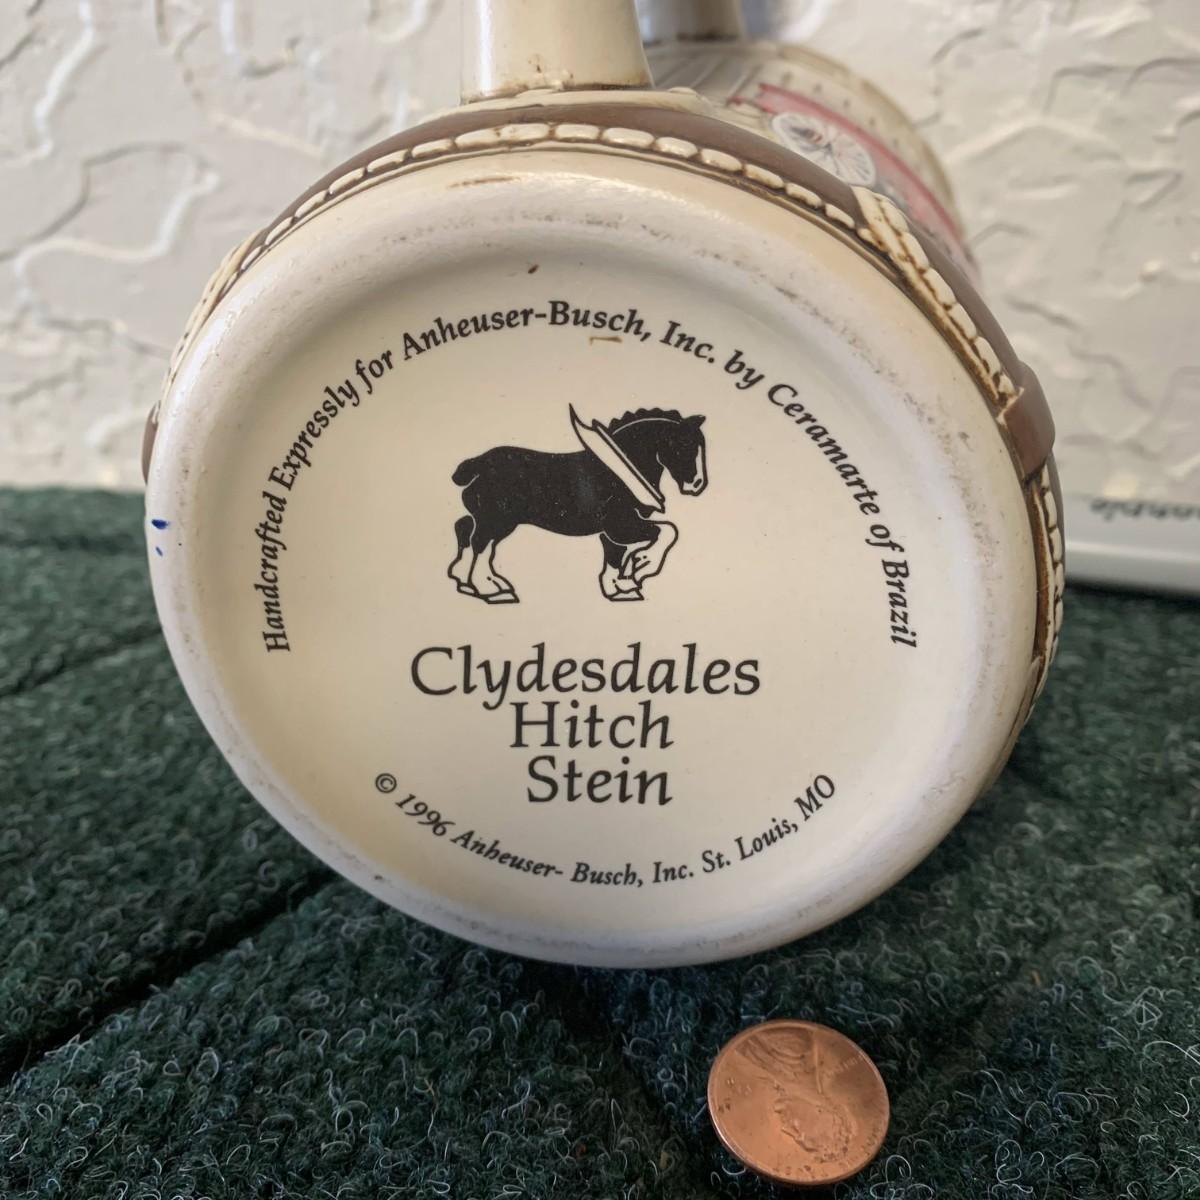 Handcrafted Expressly for Anheuser-Busch, Inc. by Ceramarte of Brazil
Clydesdales
Hitch
Stein
© 1996 Anheuser- Busch, Inc. St. Louis, MO